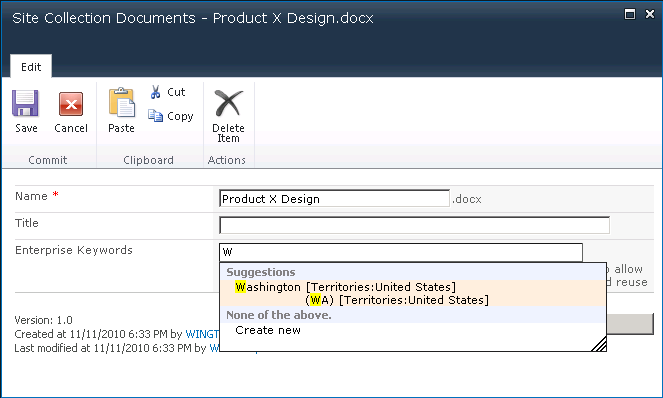 Site Collection Documents - Product X Design.docx
Edit
Save
Cancel
Paste
Cut
Copy
Delete
Item
Commit
Clipboard
Actions
Name *
Product X Design
.docx
Title
Enterprise Keywords
W
allow
reuse
Suggestions
Washington [Territories:United States]
(WA) [Territories:United States]
None of the above.
Create new
Version: 1.0
Created at 11/11/2010 6:33 PM by
Last modified at 11/11/2010 6:33 PM by